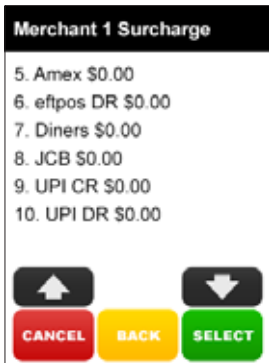 Merchant 1 Surcharge
5. Amex $0.00
6. eftpos DR $0.00
7. Diners $0.00
8. JCB $0.00
9. UPI CR $0.00
10. UPI DR $0.00
CANCEL BACK SELECT